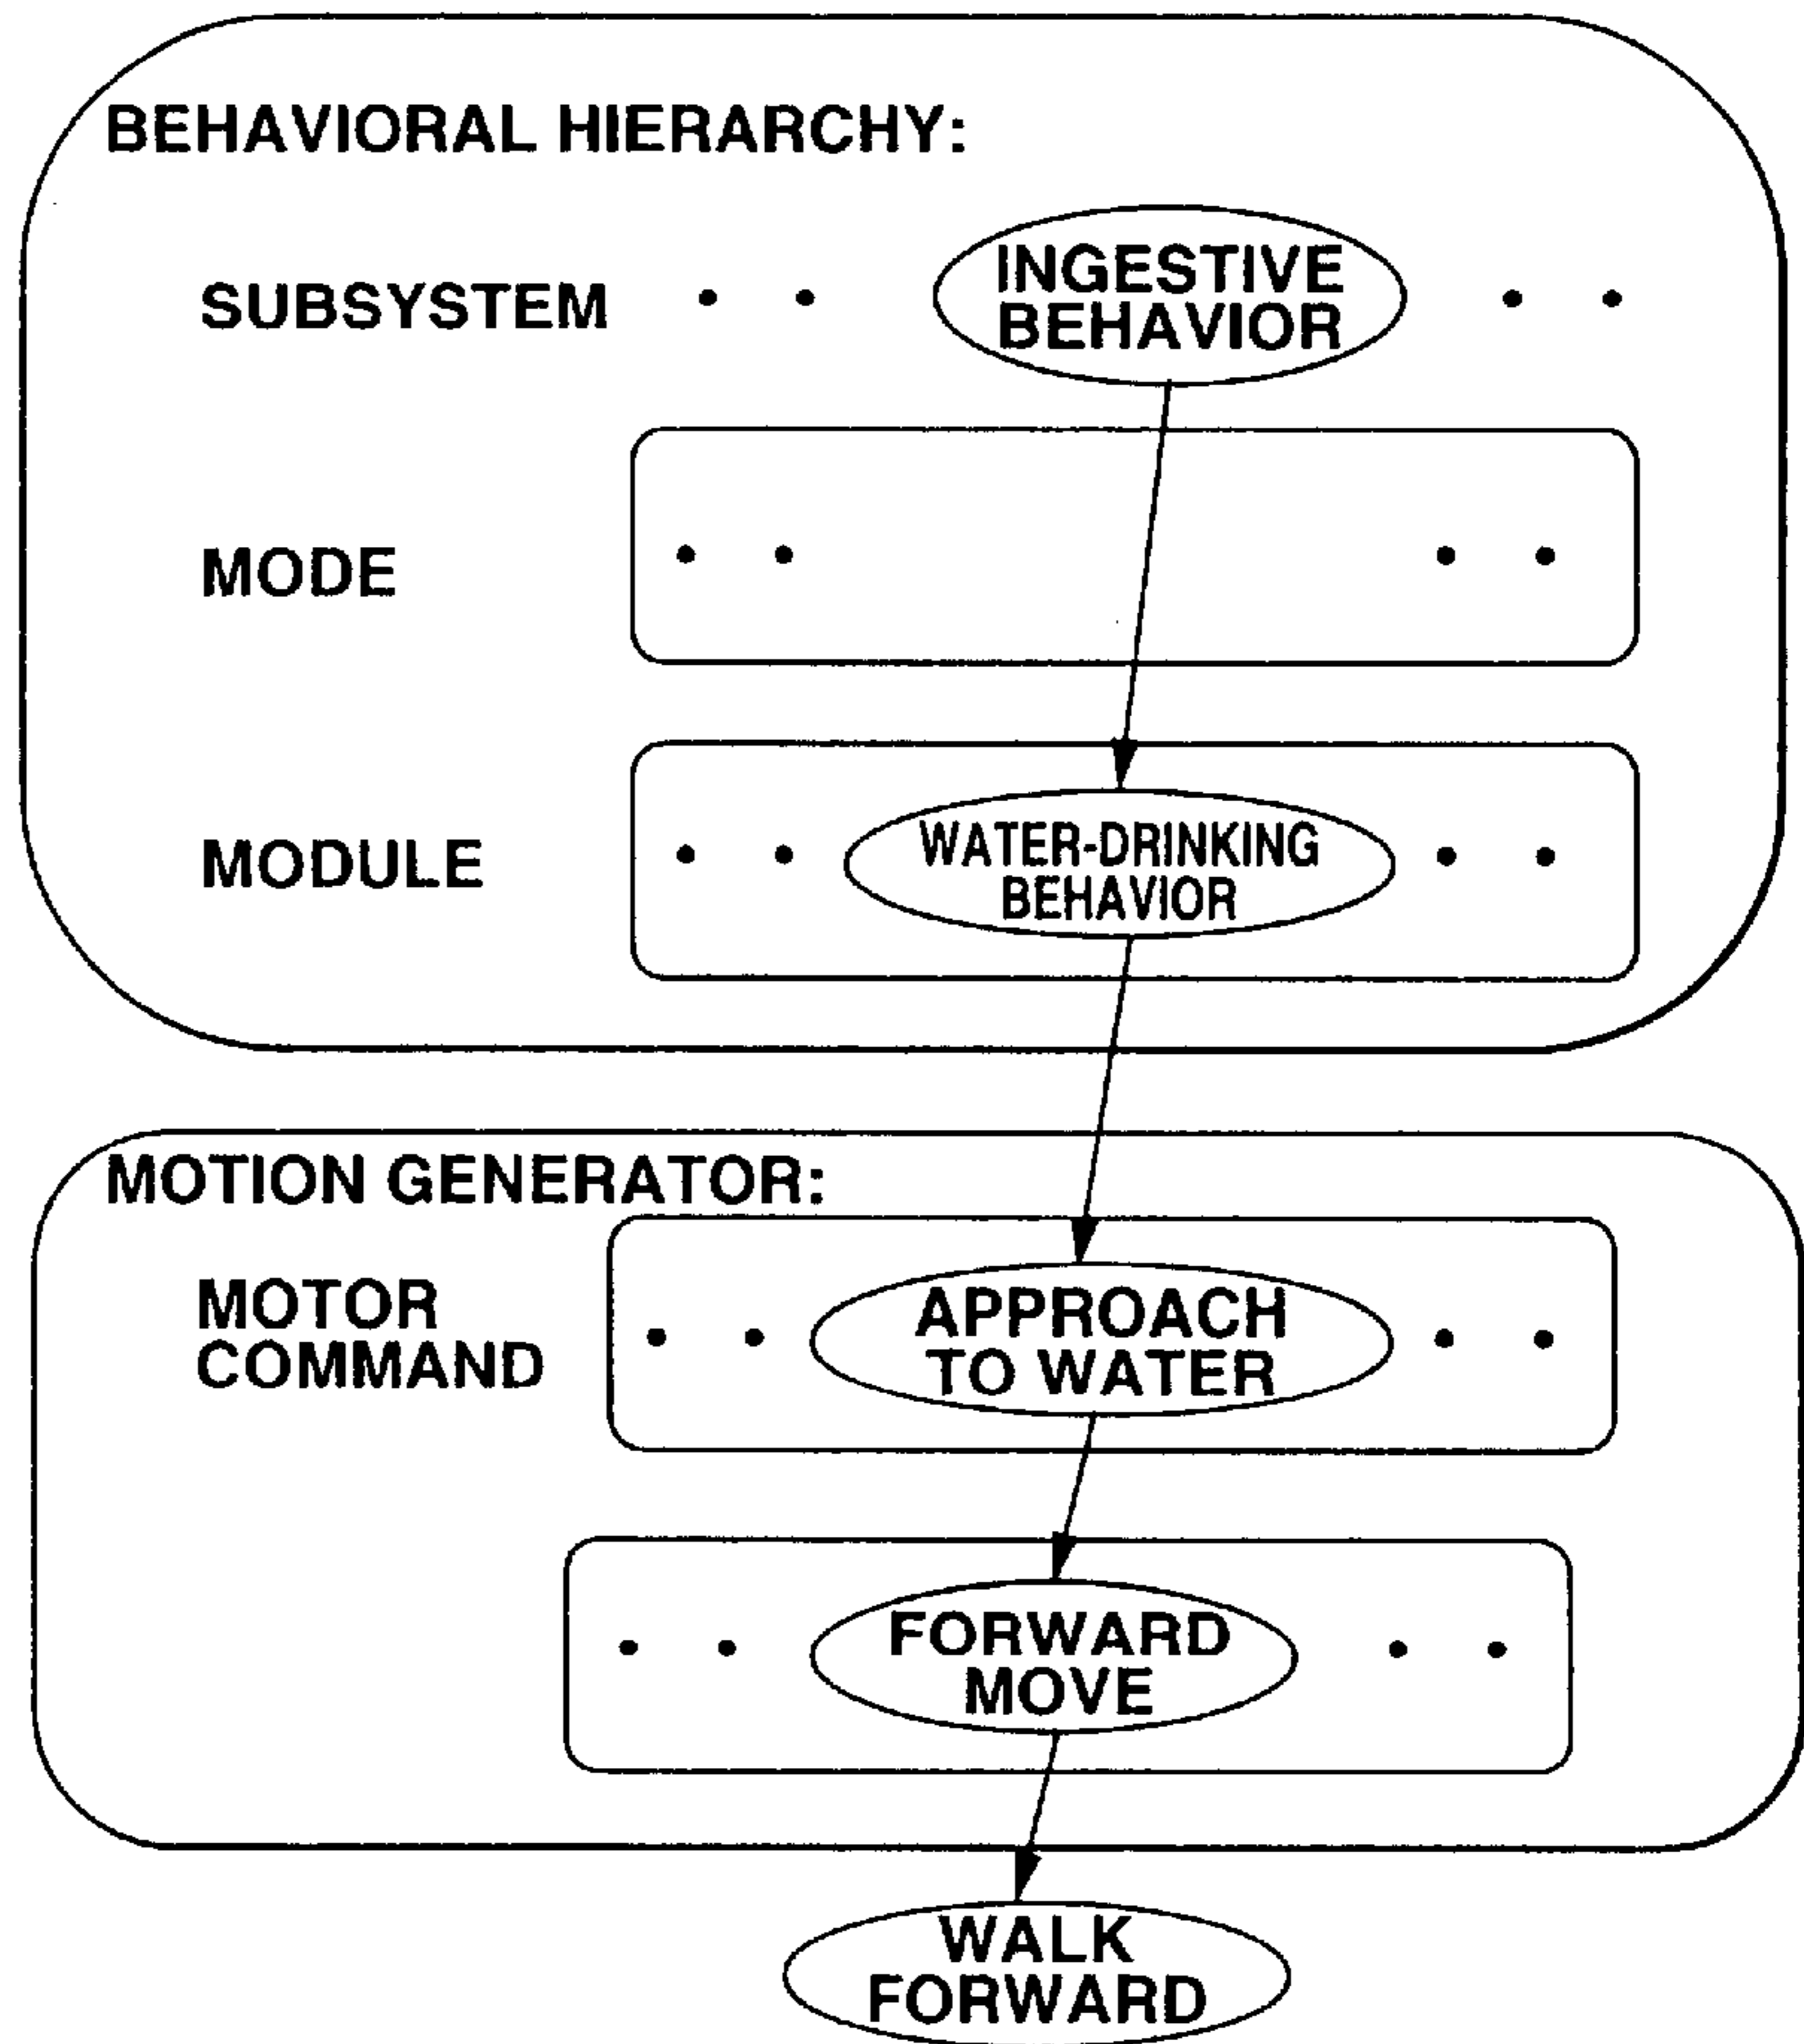 BEHAVIORAL HIERARCHY:
SUBSYSTEM
INGESTIVE
BEHAVIOR
MODE
MODULE
WATER-DRINKING
BEHAVIOR
MOTION GENERATOR:
MOTOR
COMMAND
APPROACH
TO WATER
FORWARD
MOVE
WALK
FORWARD